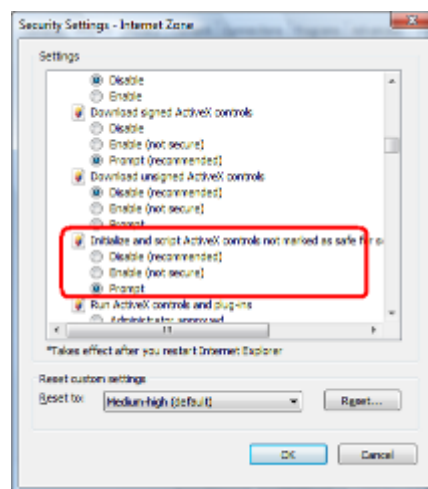 Security Settings - Internet Zone
Settings
Disable
Enable
Download signed ActiveX controls
Disable
Enable (not secure)
Prompt (recommended)
Download unsigned ActiveX controls
Disable (recommended)
Enable (not secure)
Prompt
Initialize and script ActiveX controls not marked as safe for s
Disable (recommended)
Enable (not secure)
Prompt
Run ActiveX controls and plug-ins
Administrator approved
*Takes effect after you restart Internet Explorer
Reset custom settings
Reset to: Medium-high (default) Reset...
OK Cancel